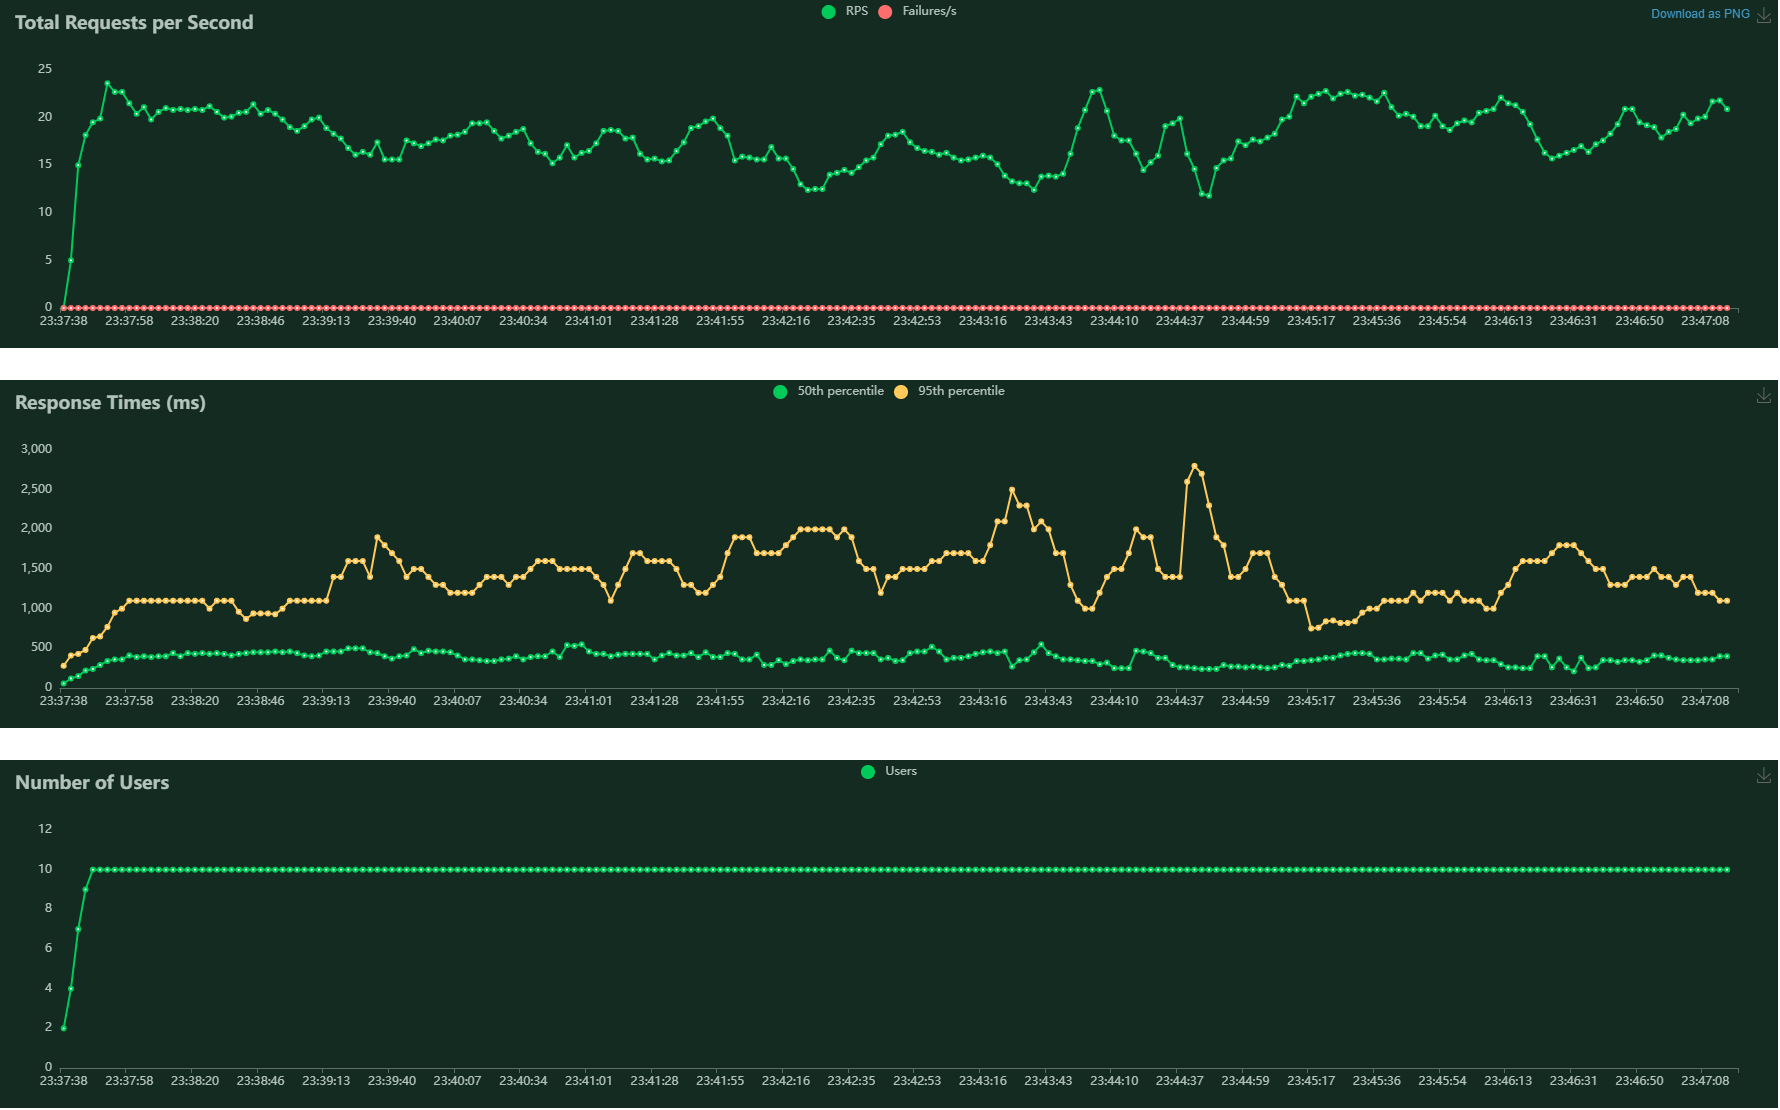 Total Requests per Second
RPS Failures/s
Download as PNG
25
20
15
10
5
0
23:37:38 23:37:58 23:38:20 23:38:46 23:39:13 23:39:40 23:40:07 23:40:34 23:41:01 23:41:28 23:41:55 23:42:16 23:42:35 23:42:53 23:43:16 23:43:43 23:44:10 23:44:37 23:44:59 23:45:17 23:45:36 23:45:54 23:46:13 23:46:31 23:46:50 23:47:08
Response Times (ms)
50th percentile 95th percentile
3,000
2,500
2,000
1,500
1,000
500
0
23:37:38 23:37:58 23:38:20 23:38:46 23:39:13 23:39:40 23:40:07 23:40:34 23:41:01 23:41:28 23:41:55 23:42:16 23:42:35 23:42:53 23:43:16 23:43:43 23:44:10 23:44:37 23:44:59 23:45:17 23:45:36 23:45:54 23:46:13 23:46:31 23:46:50 23:47:08
Number of Users
Users
12
10
8
6
4
2
0
23:37:38 23:37:58 23:38:20 23:38:46 23:39:13 23:39:40 23:40:07 23:40:34 23:41:01 23:41:28 23:41:55 23:42:16 23:42:35 23:42:53 23:43:16 23:43:43 23:44:10 23:44:37 23:44:59 23:45:17 23:45:36 23:45:54 23:46:13 23:46:31 23:46:50 23:47:08